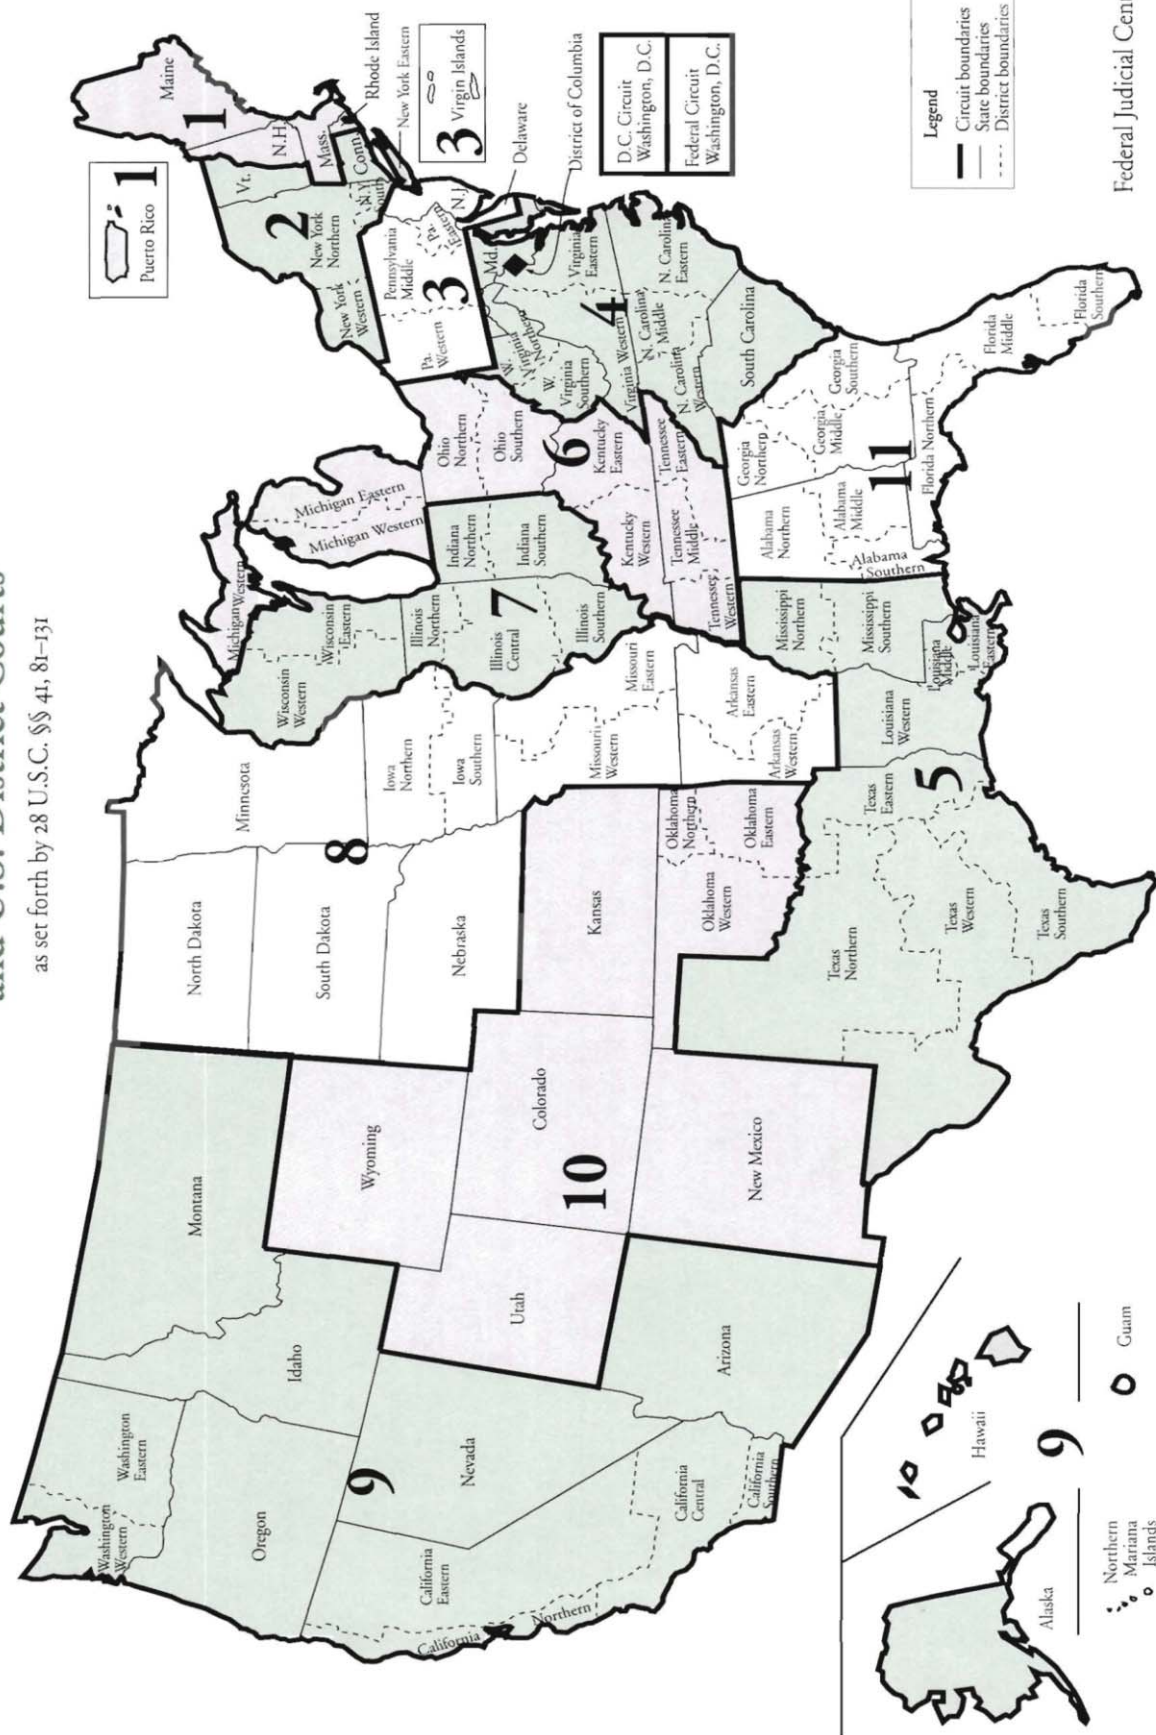 and U.S. District Courts
as set forth by 28 U.S.C. §§ 41, 81–131
Washington
Western
Washington
Eastern
Oregon
Idaho
Montana
9
Nevada
California
Eastern
California
Northern
California
Central
California
Southern
Arizona
Utah
Wyoming
Colorado
10
New Mexico
Kansas
Oklahoma
Western
Oklahoma
Northern
Oklahoma
Eastern
North Dakota
South Dakota
Nebraska
Minnesota
8
Iowa
Northern
Iowa
Southern
Missouri
Western
Missouri
Eastern
Arkansas
Western
Arkansas
Eastern
Texas
Northern
Texas
Eastern
Texas
Western
Texas
Southern
5
Louisiana
Western
Louisiana
Middle
Louisiana
Eastern
Mississippi
Northern
Mississippi
Southern
Wisconsin
Western
Wisconsin
Eastern
Illinois
Northern
Illinois
Central
Illinois
Southern
7
Indiana
Northern
Indiana
Southern
Michigan Western
Michigan Western
Michigan Eastern
Ohio
Northern
Ohio
Southern
6
Kentucky
Western
Kentucky
Eastern
Tennessee
Western
Tennessee
Middle
Tennessee
Eastern
Alabama
Northern
Alabama
Middle
Alabama
Southern
Georgia
Northern
Georgia
Middle
Georgia
Southern
11
Florida Northern
Florida
Middle
Florida
Southern
South Carolina
N. Carolina
Western
N. Carolina
Middle
N. Carolina
Eastern
4
Virginia Western
Virginia
Eastern
W.
Virginia
Southern
W.
Virginia
Northern
Md.
Pa.
Western
Pennsylvania
Middle
Pa.
Eastern
3
N.J.
New York
Western
New York
Northern
N.Y.
South
2
Vt.
Conn.
Mass.
N.H.
Maine
1
Puerto Rico
1
Rhode Island
New York Eastern
3
Virgin Islands
Delaware
District of Columbia
D.C. Circuit
Washington, D.C.
Federal Circuit
Washington, D.C.
Legend
Circuit boundaries
State boundaries
District boundaries
Alaska
Hawaii
9
Northern
Mariana
Islands
Guam
Federal Judicial Cen